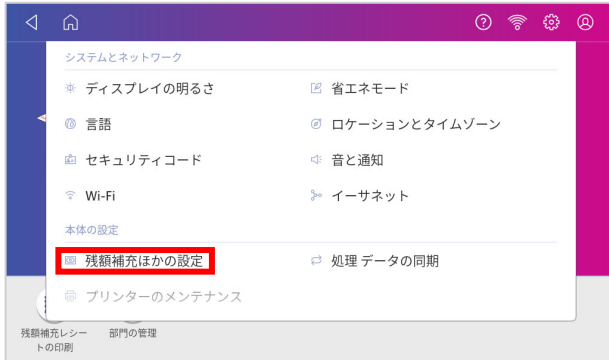 システムとネットワーク
ディスプレイの明るさ
省エネモード
言語
ロケーションとタイムゾーン
セキュリティコード
音と通知
Wi-Fi
イーサネット
本体の設定
残額補充ほかの設定
処理 データの同期
プリンターのメンテナンス
残額補充レシー
トの印刷
部門の管理